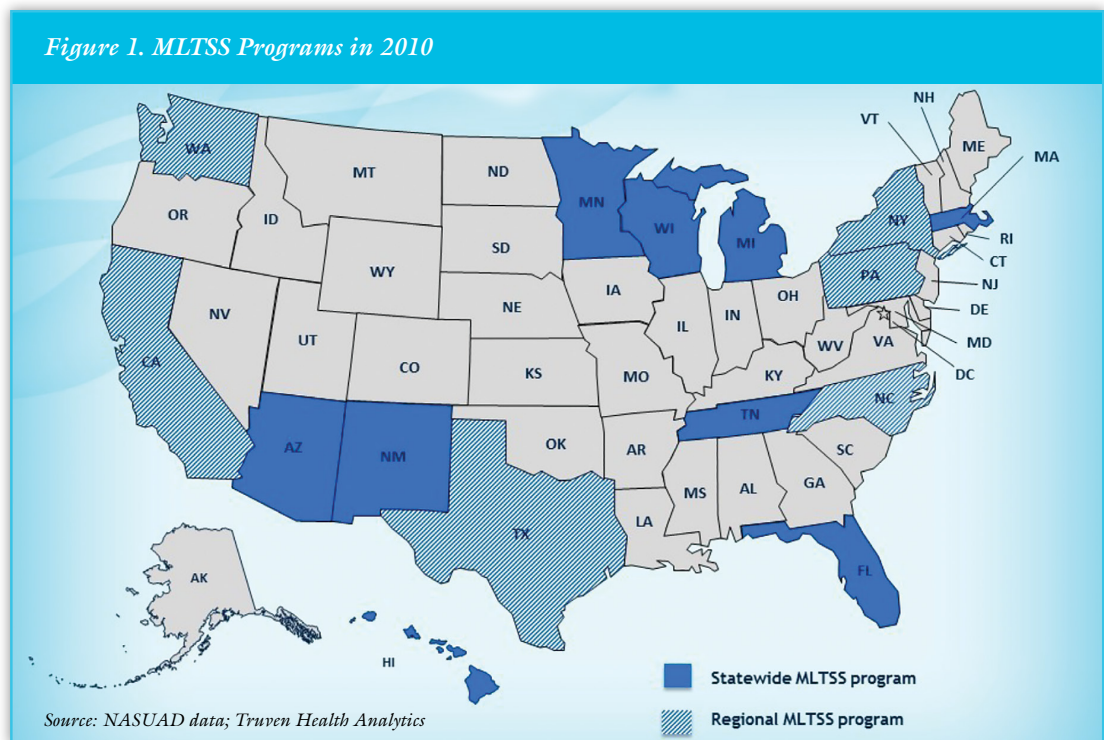 Figure 1. MLTSS Programs in 2010
NH
VT
ME
WA
MA
MT
ND
MN
OR
ID
WI
NY
MI
SD
RI
WY
CT
PA
IA
NJ
NE
OH
DE
NV
IL
IN
UT
MD
WV
VA
CA
CO
DC
KS
MO
KY
NC
TN
AZ
OK
NM
AR
SC
MS
AL
GA
LA
TX
FL
AK
HI
Statewide MLTSS program
Regional MLTSS program
Source: NASUAD data; Truven Health Analytics